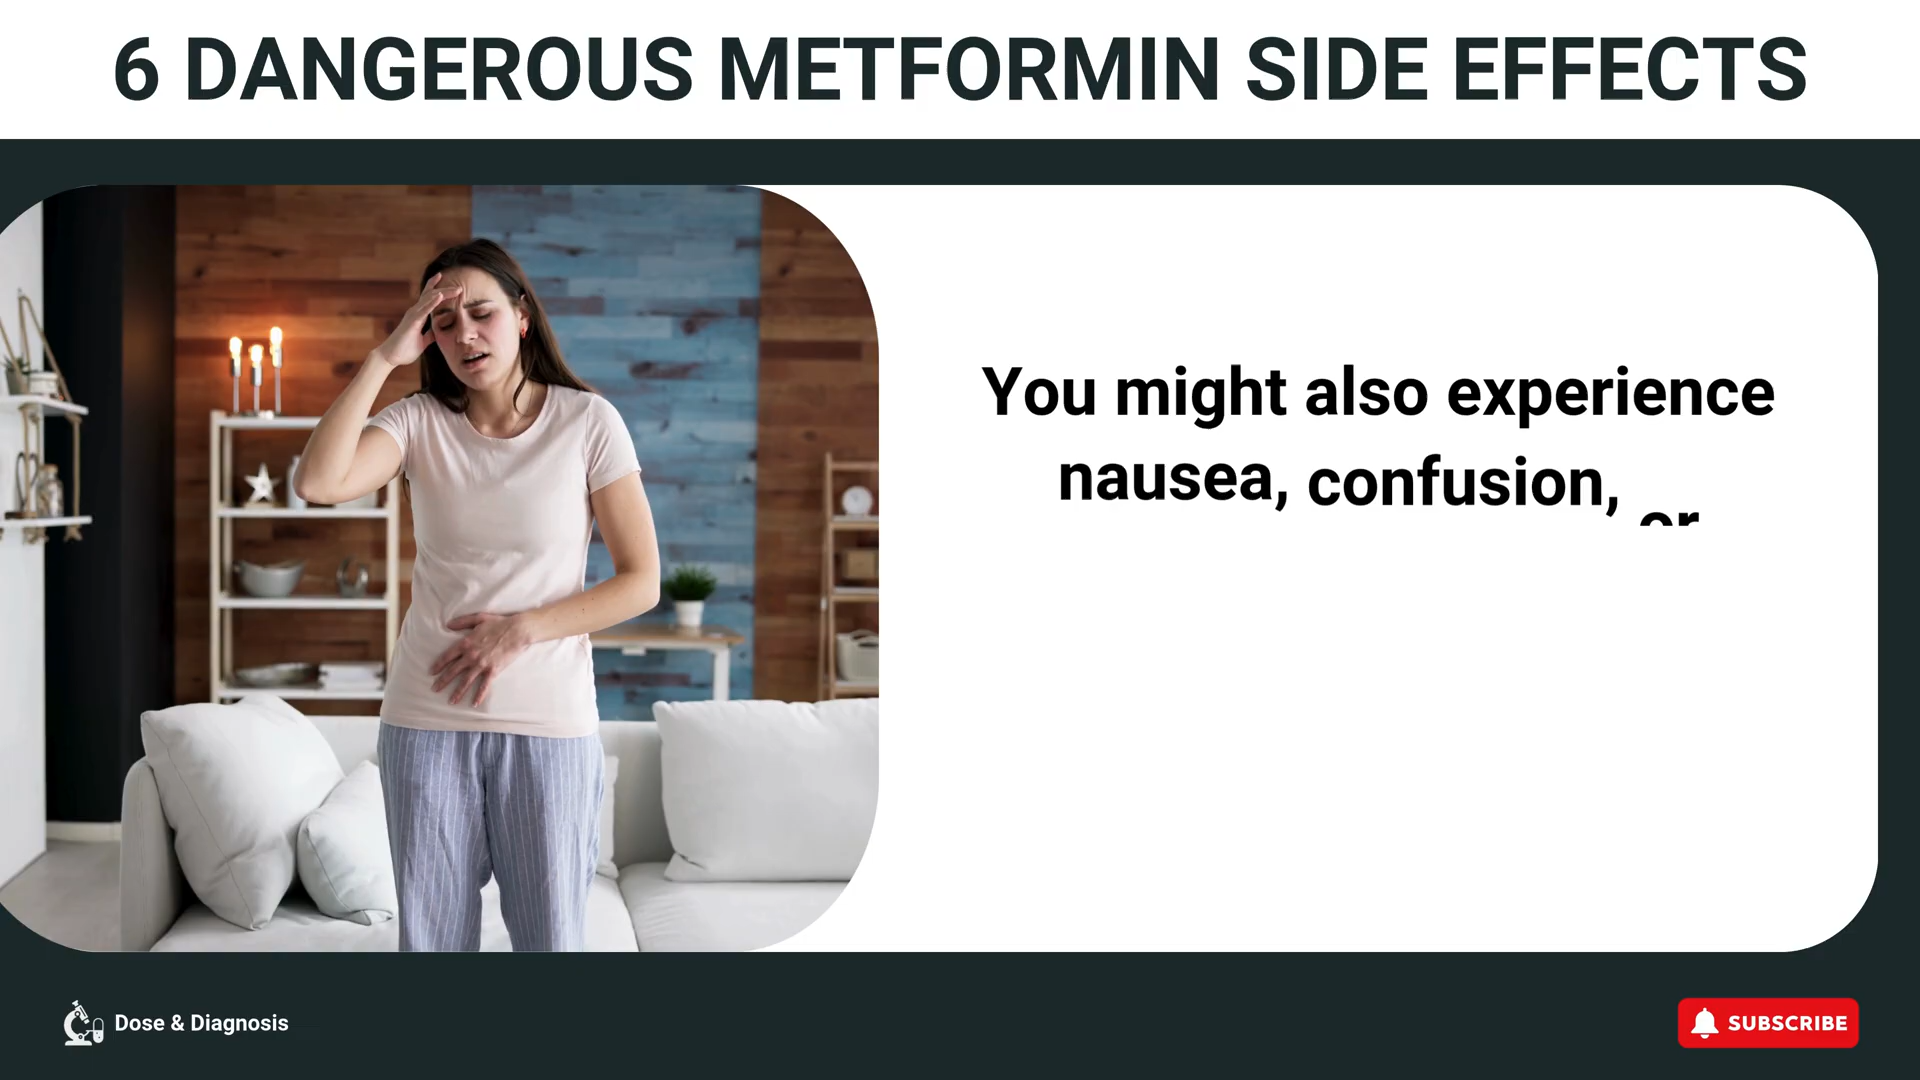 6 DANGEROUS METFORMIN SIDE EFFECTS
You might also experience
nausea, confusion, or
Dose & Diagnosis
SUBSCRIBE